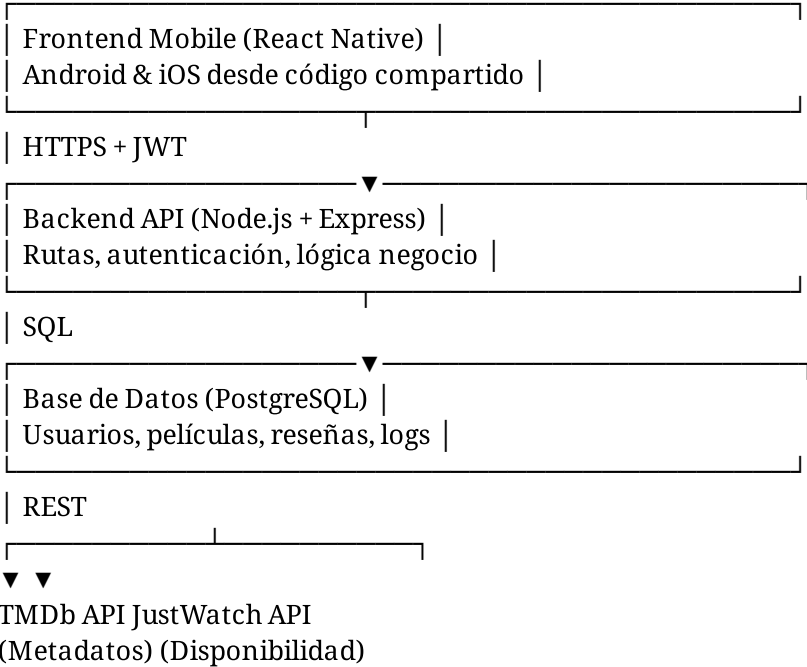 Frontend Mobile (React Native)
Android & iOS desde código compartido
HTTPS + JWT
▼
Backend API (Node.js + Express)
Rutas, autenticación, lógica negocio
SQL
▼
Base de Datos (PostgreSQL)
Usuarios, películas, reseñas, logs
REST
▼ ▼
TMDb API JustWatch API
(Metadatos) (Disponibilidad)